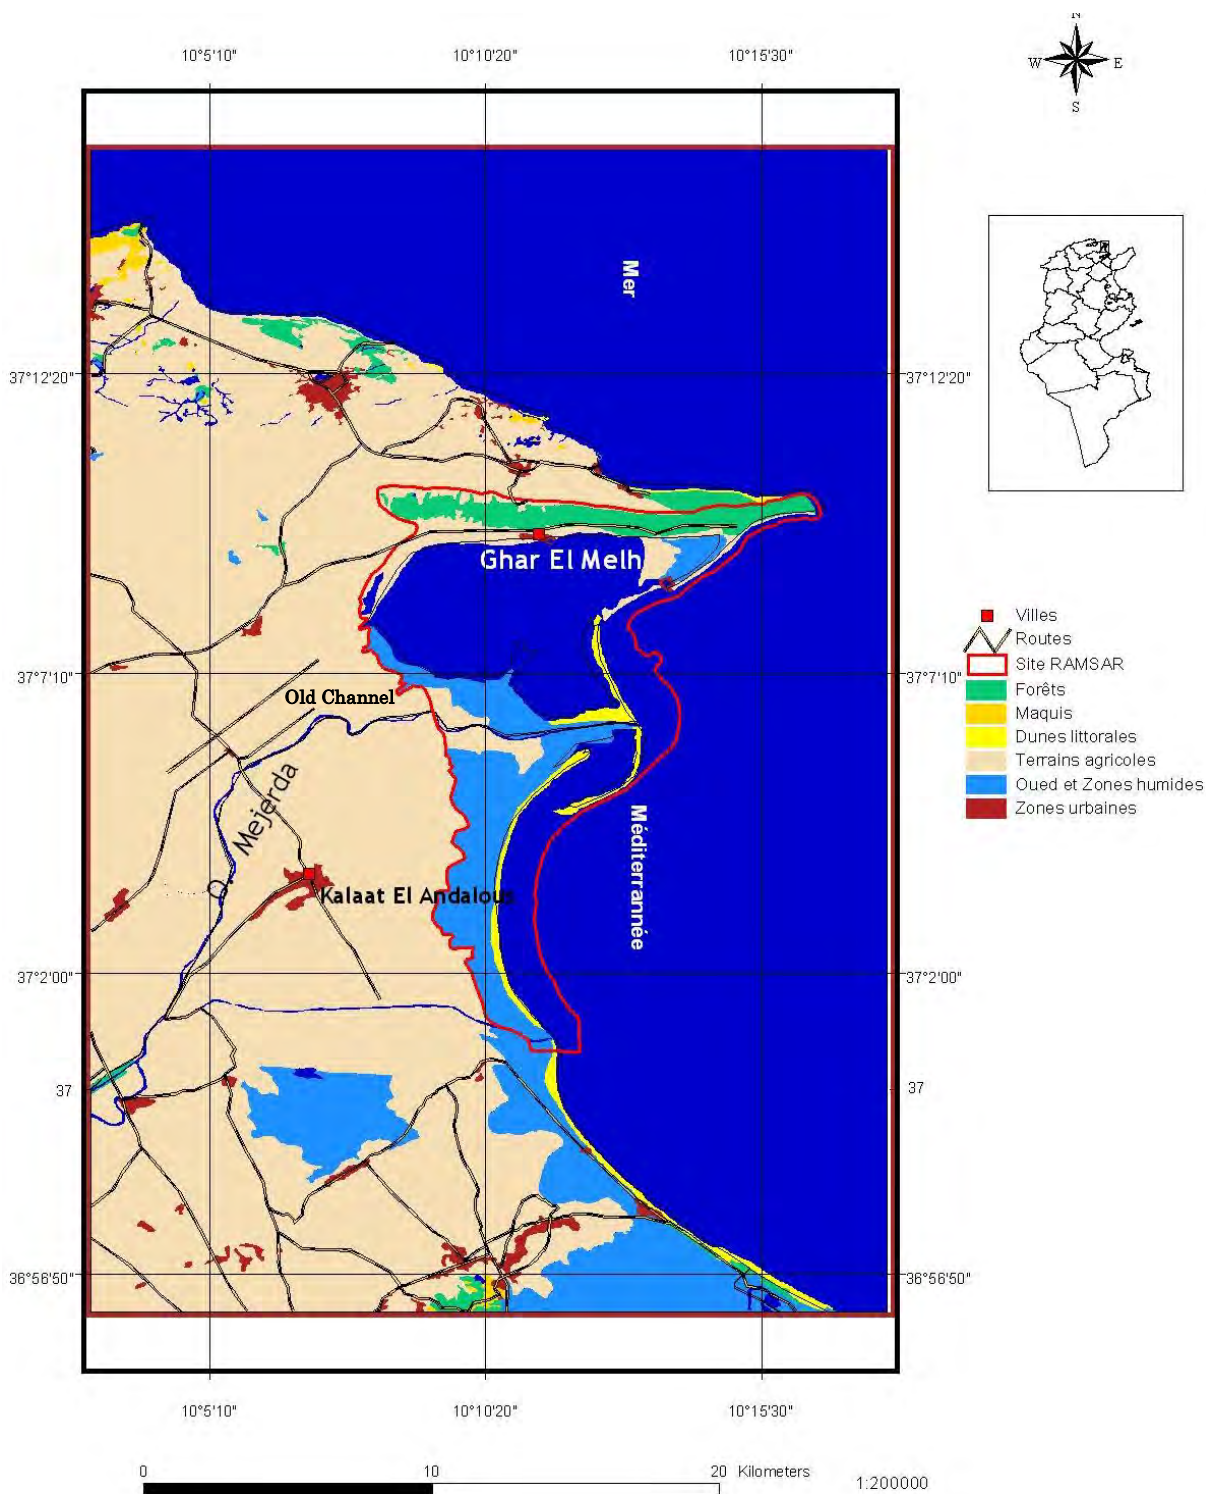 N
W E
S
10°5'10" 10°10'20" 10°15'30"
Mer
37°12'20" 37°12'20"
Ghar El Melh
Villes
Routes
Site RAMSAR
Forêts
Maquis
Dunes littorales
Terrains agricoles
Oued et Zones humides
Zones urbaines
37°7'10" 37°7'10"
Old Channel
O. Mejerda
Méditerrannée
Kalaat El Andalous
37°2'00" 37°2'00"
37 37
36°56'50" 36°56'50"
10°5'10" 10°10'20" 10°15'30"
0 10 20 Kilometers
1:200000